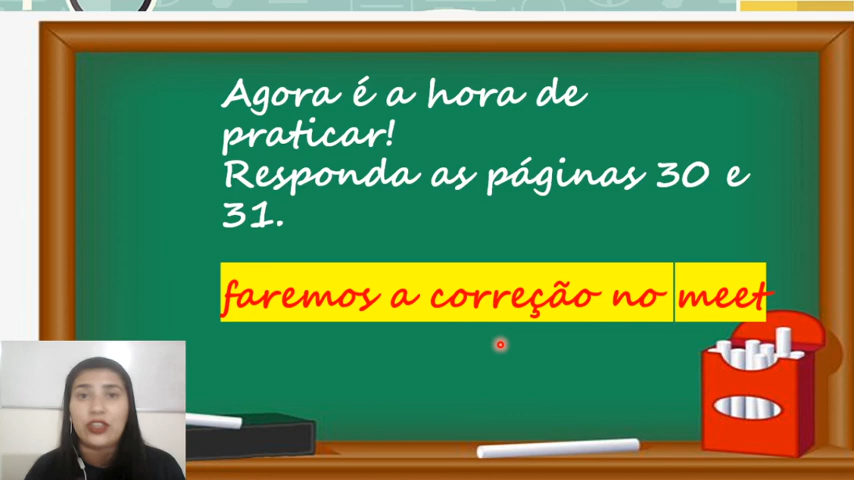 Agora é a hora de
praticar!
Responda as páginas 30 e
31.
faremos a correção no meet